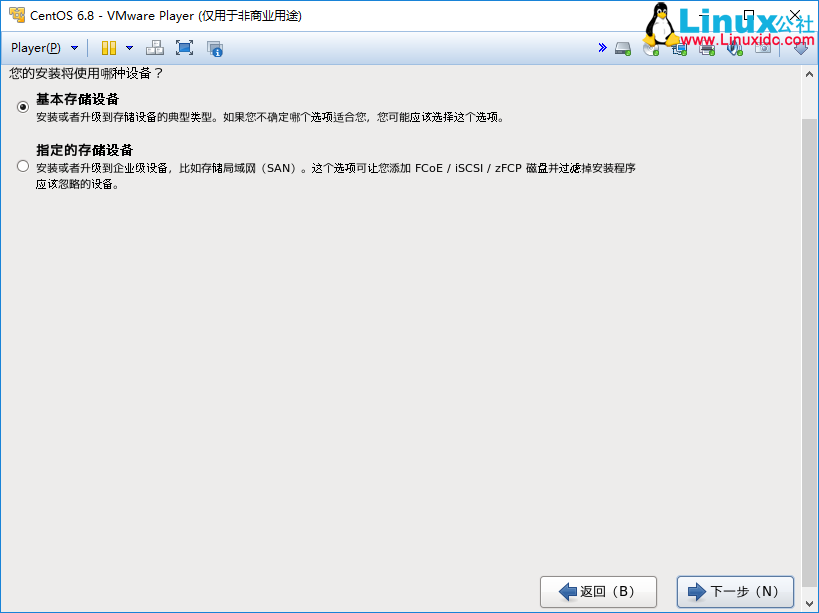 CentOS 6.8 - VMware Player (仅用于非商业用途)
Linux公社
www.Linuxidc.com
Player(P)
您的安装将使用哪种设备？
基本存储设备
安装或者升级到存储设备的典型类型。如果您不确定哪个选项适合您，您可能应该选择这个选项。
指定的存储设备
安装或者升级到企业级设备，比如存储局域网（SAN）。这个选项可让您添加 FCoE / iSCSI / zFCP 磁盘并过滤掉安装程序
应该忽略的设备。
返回（B）
下一步（N）